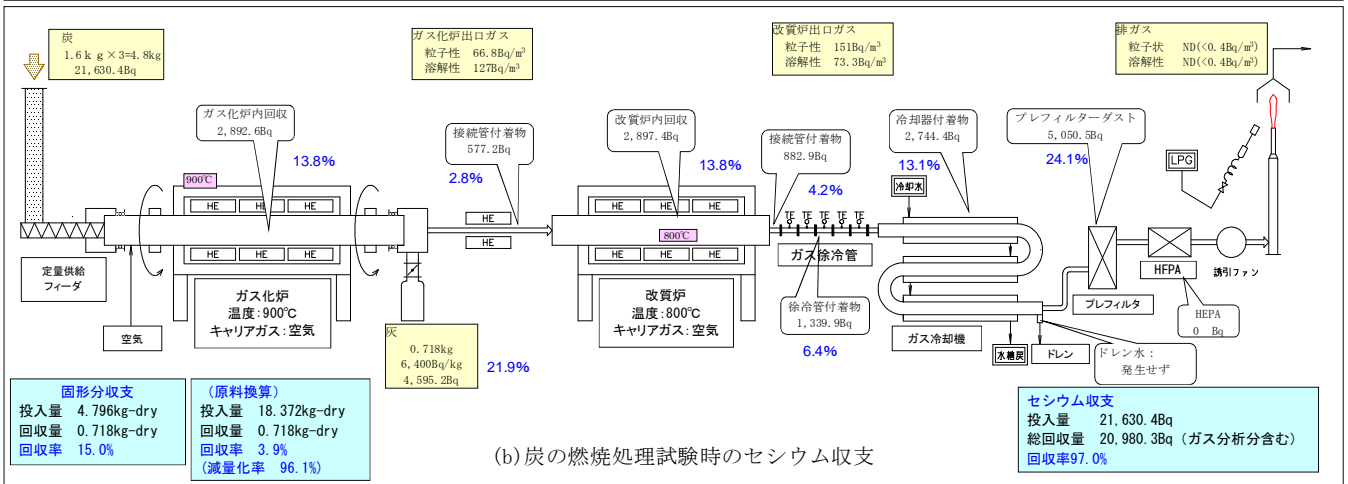 炭
1.6kg×3=4.8kg
21,630.4Bq
ガス化炉出口ガス
粒子性 66.8Bq/m³
溶解性 127Bq/m³
改質炉出口ガス
粒子性 151Bq/m³
溶解性 73.3Bq/m³
排ガス
粒子状 ND(<0.4Bq/m³)
溶解性 ND(<0.4Bq/m³)
ガス化炉内回収
2,892.6Bq
13.8%
接続管付着物
577.2Bq
2.8%
改質炉内回収
2,897.4Bq
13.8%
接続管付着物
882.9Bq
4.2%
冷却器付着物
2,744.4Bq
13.1%
プレフィルターダスト
5,050.5Bq
24.1%
LPG
900℃
HE HE HE
HE HE HE
HE
HE
HE HE HE
800℃
HE HE HE
TE TE TE TE TE
冷却水
定量供給
フィーダ
空気
ガス化炉
温度:900℃
キャリアガス:空気
炭
0.718kg
6,400Bq/kg
4,595.2Bq
21.9%
改質炉
温度:800℃
キャリアガス:空気
ガス徐冷管
徐冷管付着物
1,339.9Bq
6.4%
ガス冷却機
水槽戻
ドレン
ドレン水:
発生せず
プレフィルタ
HFPA
誘引ファン
HEPA
0 Bq
固形分収支
投入量 4.796kg-dry
回収量 0.718kg-dry
回収率 15.0%
(原料換算)
投入量 18.372kg-dry
回収量 0.718kg-dry
回収率 3.9%
(減量化率 96.1%)
セシウム収支
投入量 21,630.4Bq
総回収量 20,980.3Bq (ガス分析分含む)
回収率97.0%
(b)炭の燃焼処理試験時のセシウム収支